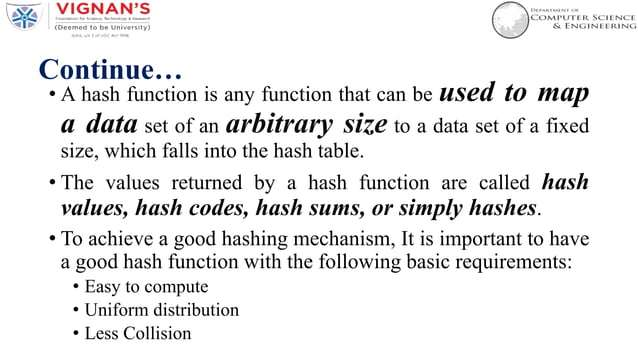 VIGNAN'S
Foundation for Science, Technology & Research
(Deemed to be University)
DEPARTMENT OF
COMPUTER SCIENCE
& ENGINEERING
Continue…
• A hash function is any function that can be used to map
a data set of an arbitrary size to a data set of a fixed
size, which falls into the hash table.
• The values returned by a hash function are called hash
values, hash codes, hash sums, or simply hashes.
• To achieve a good hashing mechanism, It is important to have
a good hash function with the following basic requirements:
• Easy to compute
• Uniform distribution
• Less Collision